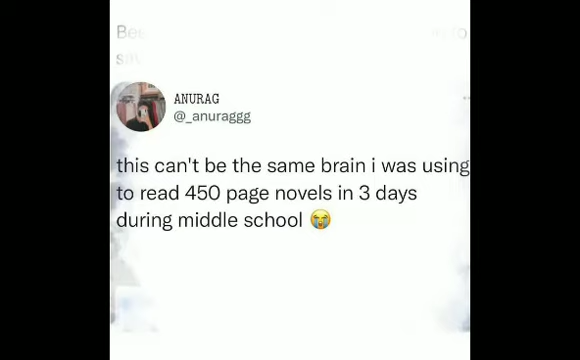 ANURAG
@_anuraggg
this can't be the same brain i was using
to read 450 page novels in 3 days
during middle school 😭